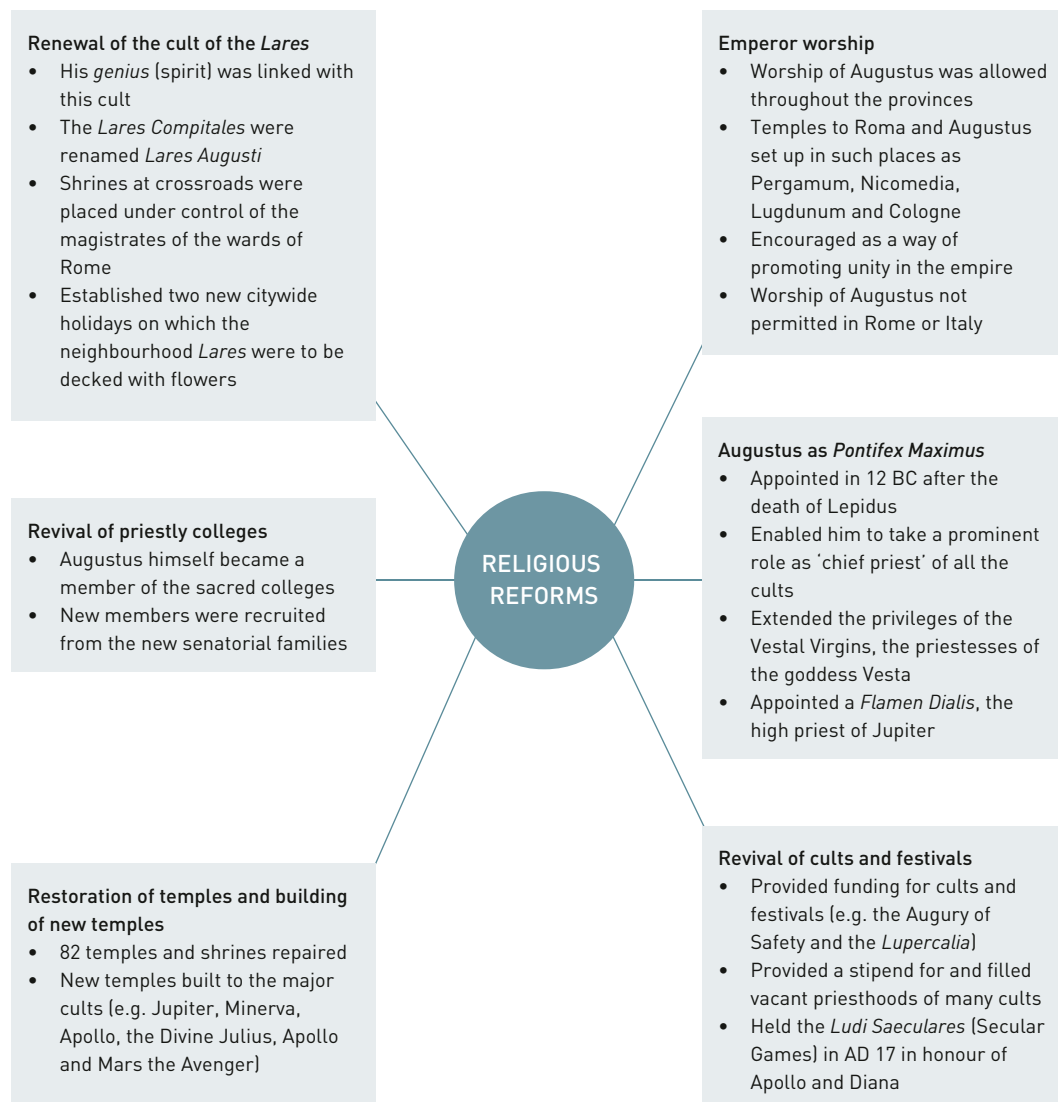 Renewal of the cult of the Lares
• His genius (spirit) was linked with
this cult
• The Lares Compitales were
renamed Lares Augusti
• Shrines at crossroads were
placed under control of the
magistrates of the wards of
Rome
• Established two new citywide
holidays on which the
neighbourhood Lares were to be
decked with flowers
Revival of priestly colleges
• Augustus himself became a
member of the sacred colleges
• New members were recruited
from the new senatorial families
Restoration of temples and building
of new temples
• 82 temples and shrines repaired
• New temples built to the major
cults (e.g. Jupiter, Minerva,
Apollo, the Divine Julius, Apollo
and Mars the Avenger)
RELIGIOUS
REFORMS
Emperor worship
• Worship of Augustus was allowed
throughout the provinces
• Temples to Roma and Augustus
set up in such places as
Pergamum, Nicomedia,
Lugdunum and Cologne
• Encouraged as a way of
promoting unity in the empire
• Worship of Augustus not
permitted in Rome or Italy
Augustus as Pontifex Maximus
• Appointed in 12 BC after the
death of Lepidus
• Enabled him to take a prominent
role as ‘chief priest’ of all the
cults
• Extended the privileges of the
Vestal Virgins, the priestesses of
the goddess Vesta
• Appointed a Flamen Dialis, the
high priest of Jupiter
Revival of cults and festivals
• Provided funding for cults and
festivals (e.g. the Augury of
Safety and the Lupercalia)
• Provided a stipend for and filled
vacant priesthoods of many cults
• Held the Ludi Saeculares (Secular
Games) in AD 17 in honour of
Apollo and Diana